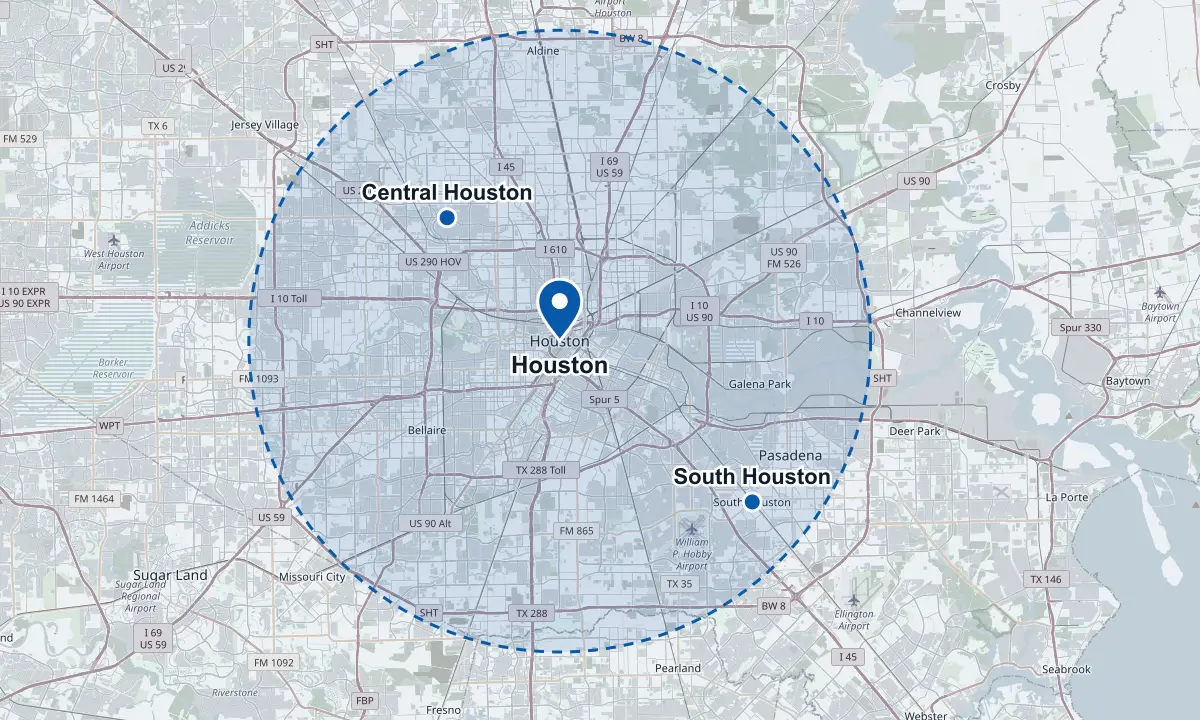 Airport
Houston
SHT
BW 8
Aldine
US 29
Crosby
Jersey Village
TX 6
FM 529
I 45
I 69
US 59
US 90
US 2
Central Houston
Addicks
Reservoir
West Houston
Airport
I 610
US 290 HOV
US 90
FM 526
I 10 EXPR
US 90 EXPR
I 10 Toll
I 10
US 90
I 10
Channelview
Baytown
Airport
Spur 330
Houston
Houston
Barker
Reservoir
FM 1093
SHT
Galena Park
Baytown
Spur 5
WPT
Bellaire
Deer Park
Pasadena
TX 288 Toll
South Houston
FM 1464
La Porte
South Houston
US 59
US 90 Alt
FM 865
William
P. Hobby
Airport
Sugar Land
Missouri City
Sugar Land
Regional
Airport
TX 35
TX 146
SHT
TX 288
BW 8
Ellington
Airport
I 69
US 59
nd
I 45
FM 1092
Pearland
Seabrook
Riverstone
FBP
Fresno
Webster